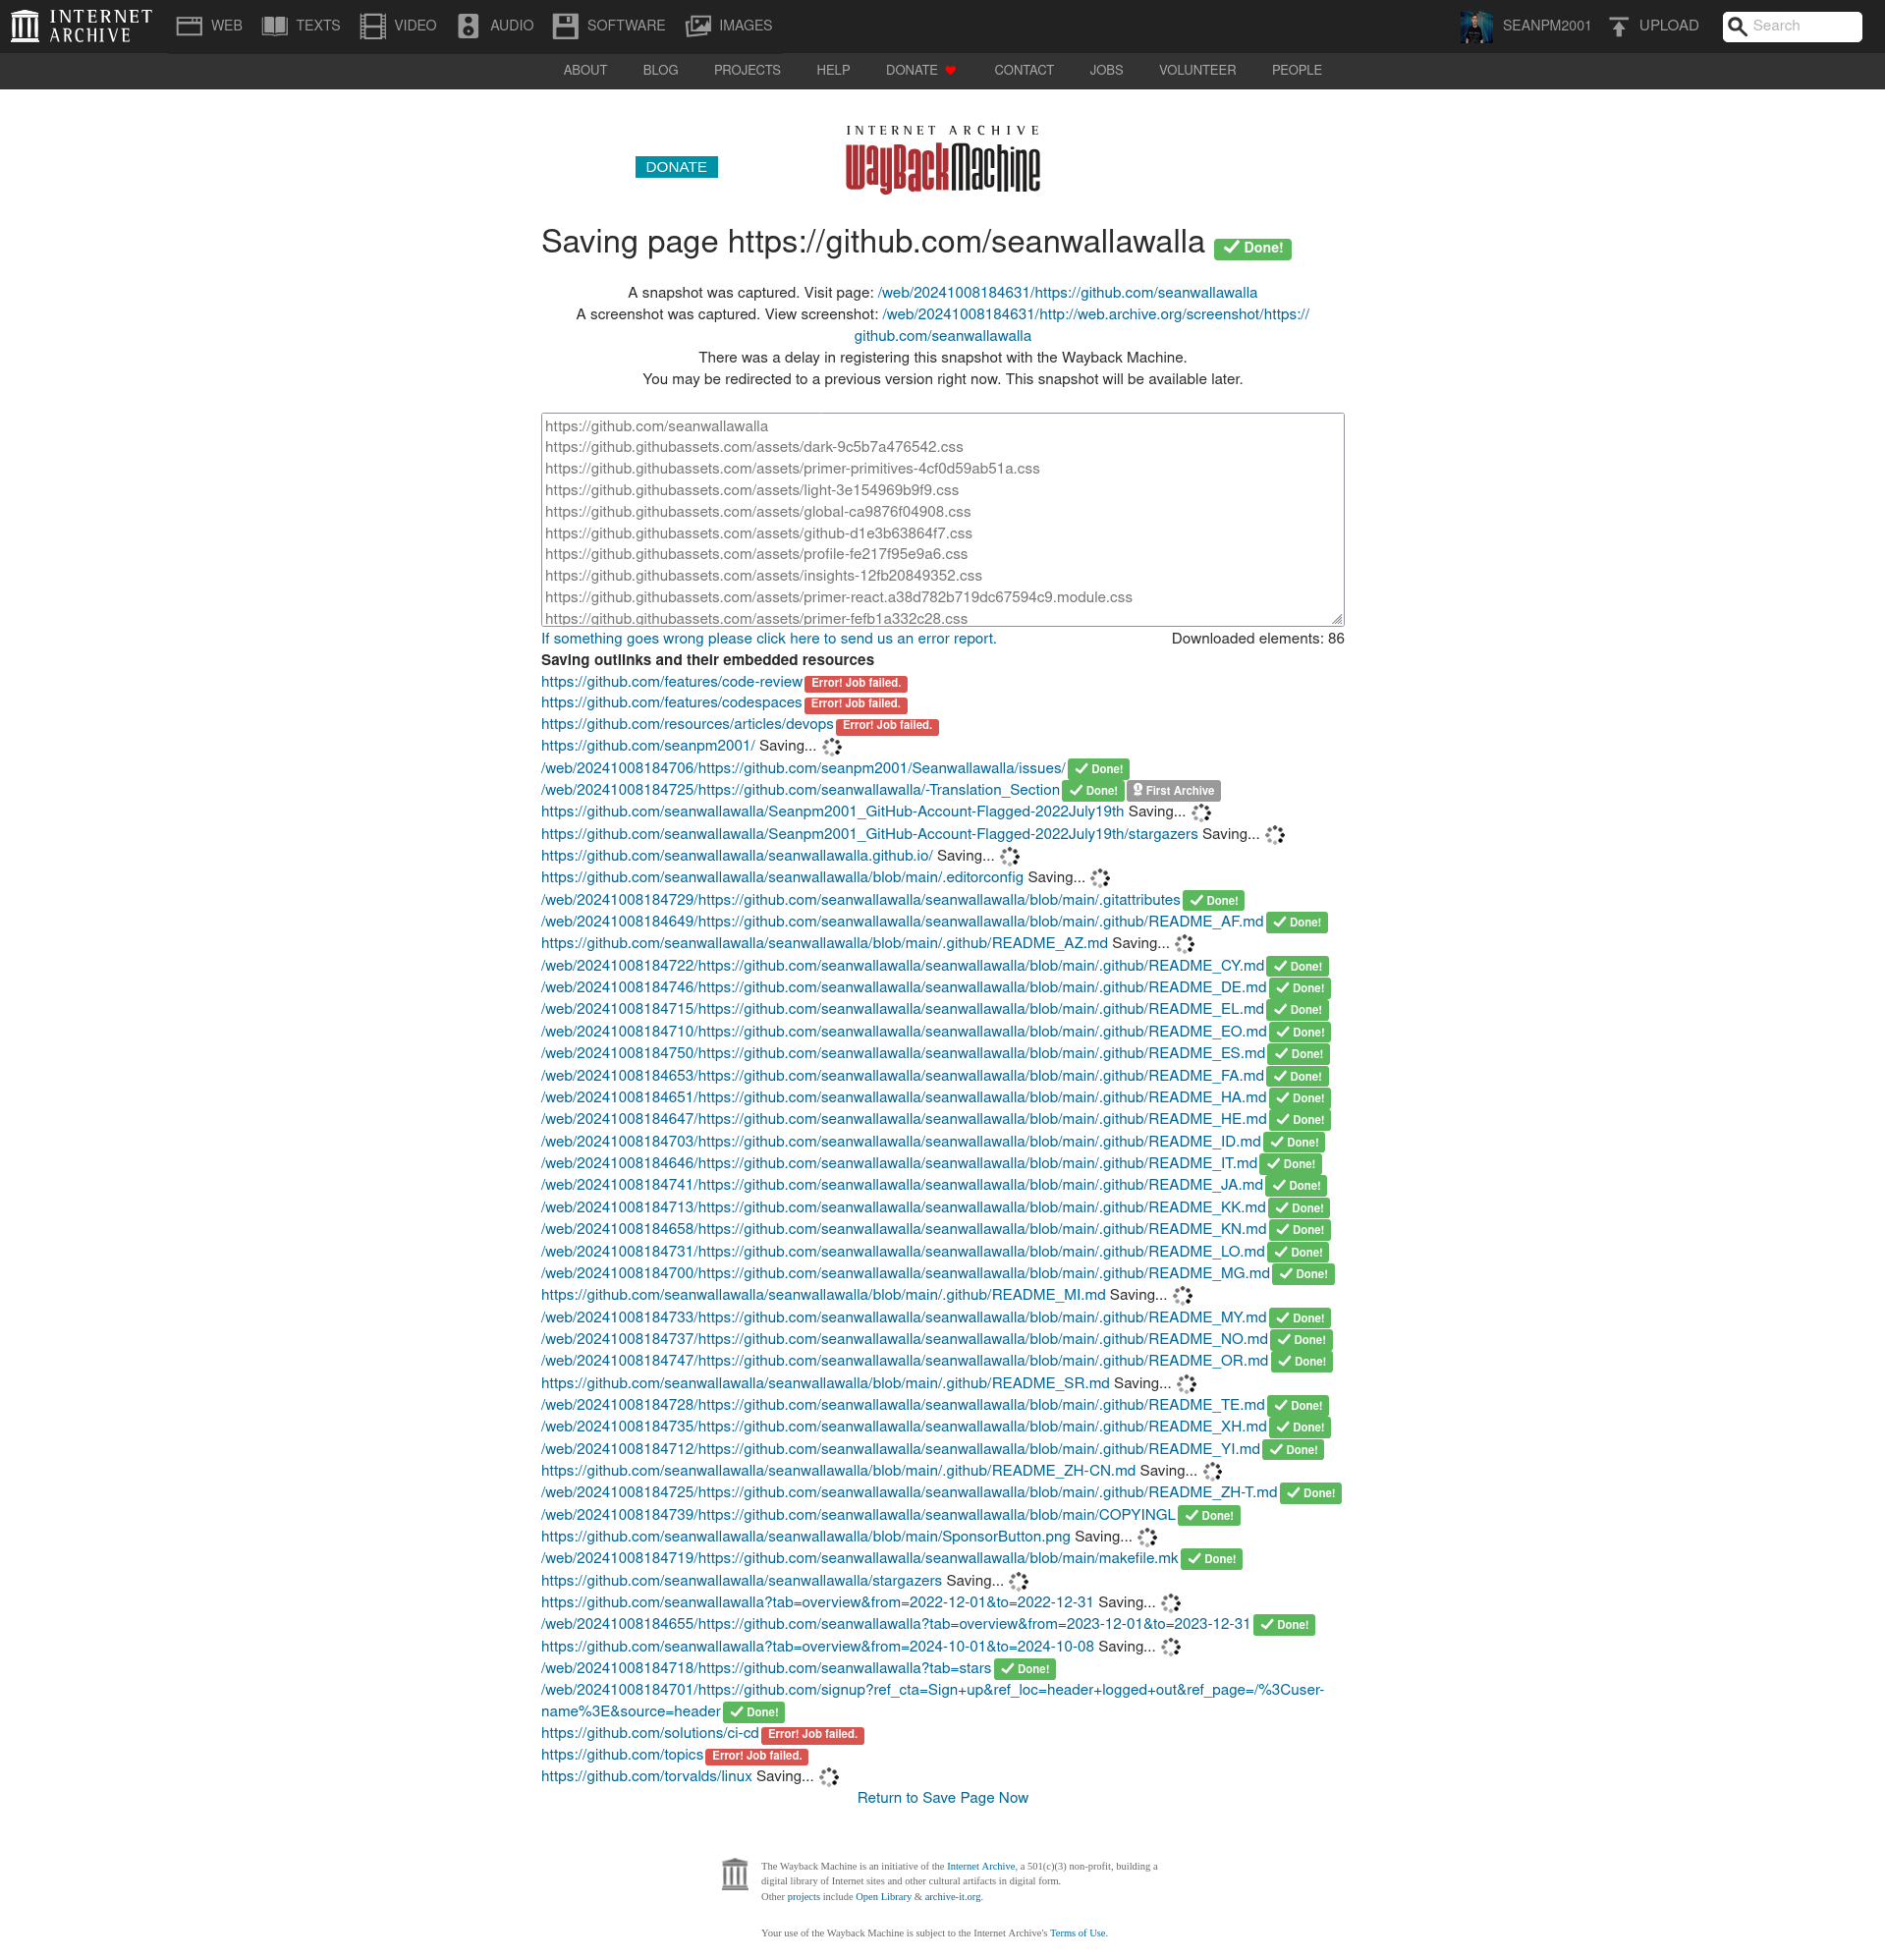 INTERNET ARCHIVE
WEB TEXTS VIDEO AUDIO SOFTWARE IMAGES SEANPM2001 UPLOAD Search
ABOUT BLOG PROJECTS HELP DONATE CONTACT JOBS VOLUNTEER PEOPLE
INTERNET ARCHIVE
DONATE
WayBackMachine
Saving page https://github.com/seanwallawalla Done!
A snapshot was captured. Visit page: /web/20241008184631/https://github.com/seanwallawalla
A screenshot was captured. View screenshot: /web/20241008184631/http://web.archive.org/screenshot/https://
github.com/seanwallawalla
There was a delay in registering this snapshot with the Wayback Machine.
You may be redirected to a previous version right now. This snapshot will be available later.
https://github.com/seanwallawalla
https://github.githubassets.com/assets/dark-9c5b7a476542.css
https://github.githubassets.com/assets/primer-primitives-4cf0d59ab51a.css
https://github.githubassets.com/assets/light-3e154969b9f9.css
https://github.githubassets.com/assets/global-ca9876f04908.css
https://github.githubassets.com/assets/github-d1e3b63864f7.css
https://github.githubassets.com/assets/profile-fe217f95e9a6.css
https://github.githubassets.com/assets/insights-12fb20849352.css
https://github.githubassets.com/assets/primer-react.a38d782b719dc67594c9.module.css
https://github.githubassets.com/assets/primer-fefb1a332c28.css
If something goes wrong please click here to send us an error report. Downloaded elements: 86
Saving outlinks and their embedded resources
https://github.com/features/code-review Error! Job failed.
https://github.com/features/codespaces Error! Job failed.
https://github.com/resources/articles/devops Error! Job failed.
https://github.com/seanpm2001/ Saving...
/web/20241008184706/https://github.com/seanpm2001/Seanwallawalla/issues/ Done!
/web/20241008184725/https://github.com/seanwallawalla/-Translation_Section Done! First Archive
https://github.com/seanwallawalla/Seanpm2001_GitHub-Account-Flagged-2022July19th Saving...
https://github.com/seanwallawalla/Seanpm2001_GitHub-Account-Flagged-2022July19th/stargazers Saving...
https://github.com/seanwallawalla/seanwallawalla.github.io/ Saving...
https://github.com/seanwallawalla/seanwallawalla/blob/main/.editorconfig Saving...
/web/20241008184729/https://github.com/seanwallawalla/seanwallawalla/blob/main/.gitattributes Done!
/web/20241008184649/https://github.com/seanwallawalla/seanwallawalla/blob/main/.github/README_AF.md Done!
https://github.com/seanwallawalla/seanwallawalla/blob/main/.github/README_AZ.md Saving...
/web/20241008184722/https://github.com/seanwallawalla/seanwallawalla/blob/main/.github/README_CY.md Done!
/web/20241008184746/https://github.com/seanwallawalla/seanwallawalla/blob/main/.github/README_DE.md Done!
/web/20241008184715/https://github.com/seanwallawalla/seanwallawalla/blob/main/.github/README_EL.md Done!
/web/20241008184710/https://github.com/seanwallawalla/seanwallawalla/blob/main/.github/README_EO.md Done!
/web/20241008184750/https://github.com/seanwallawalla/seanwallawalla/blob/main/.github/README_ES.md Done!
/web/20241008184653/https://github.com/seanwallawalla/seanwallawalla/blob/main/.github/README_FA.md Done!
/web/20241008184651/https://github.com/seanwallawalla/seanwallawalla/blob/main/.github/README_HA.md Done!
/web/20241008184647/https://github.com/seanwallawalla/seanwallawalla/blob/main/.github/README_HE.md Done!
/web/20241008184703/https://github.com/seanwallawalla/seanwallawalla/blob/main/.github/README_ID.md Done!
/web/20241008184646/https://github.com/seanwallawalla/seanwallawalla/blob/main/.github/README_IT.md Done!
/web/20241008184741/https://github.com/seanwallawalla/seanwallawalla/blob/main/.github/README_JA.md Done!
/web/20241008184713/https://github.com/seanwallawalla/seanwallawalla/blob/main/.github/README_KK.md Done!
/web/20241008184658/https://github.com/seanwallawalla/seanwallawalla/blob/main/.github/README_KN.md Done!
/web/20241008184731/https://github.com/seanwallawalla/seanwallawalla/blob/main/.github/README_LO.md Done!
/web/20241008184700/https://github.com/seanwallawalla/seanwallawalla/blob/main/.github/README_MG.md Done!
https://github.com/seanwallawalla/seanwallawalla/blob/main/.github/README_MI.md Saving...
/web/20241008184733/https://github.com/seanwallawalla/seanwallawalla/blob/main/.github/README_MY.md Done!
/web/20241008184737/https://github.com/seanwallawalla/seanwallawalla/blob/main/.github/README_NO.md Done!
/web/20241008184747/https://github.com/seanwallawalla/seanwallawalla/blob/main/.github/README_OR.md Done!
https://github.com/seanwallawalla/seanwallawalla/blob/main/.github/README_SR.md Saving...
/web/20241008184728/https://github.com/seanwallawalla/seanwallawalla/blob/main/.github/README_TE.md Done!
/web/20241008184735/https://github.com/seanwallawalla/seanwallawalla/blob/main/.github/README_XH.md Done!
/web/20241008184712/https://github.com/seanwallawalla/seanwallawalla/blob/main/.github/README_YI.md Done!
https://github.com/seanwallawalla/seanwallawalla/blob/main/.github/README_ZH-CN.md Saving...
/web/20241008184725/https://github.com/seanwallawalla/seanwallawalla/blob/main/.github/README_ZH-T.md Done!
/web/20241008184739/https://github.com/seanwallawalla/seanwallawalla/blob/main/COPYINGL Done!
https://github.com/seanwallawalla/seanwallawalla/blob/main/SponsorButton.png Saving...
/web/20241008184719/https://github.com/seanwallawalla/seanwallawalla/blob/main/makefile.mk Done!
https://github.com/seanwallawalla/seanwallawalla/stargazers Saving...
https://github.com/seanwallawalla?tab=overview&from=2022-12-01&to=2022-12-31 Saving...
/web/20241008184655/https://github.com/seanwallawalla?tab=overview&from=2023-12-01&to=2023-12-31 Done!
https://github.com/seanwallawalla?tab=overview&from=2024-10-01&to=2024-10-08 Saving...
/web/20241008184718/https://github.com/seanwallawalla?tab=stars Done!
/web/20241008184701/https://github.com/signup?ref_cta=Sign+up&ref_loc=header+logged+out&ref_page=/%3Cuser-
name%3E&source=header Done!
https://github.com/solutions/ci-cd Error! Job failed.
https://github.com/topics Error! Job failed.
https://github.com/torvalds/linux Saving...
Return to Save Page Now
The Wayback Machine is an initiative of the Internet Archive, a 501(c)(3) non-profit, building a
digital library of Internet sites and other cultural artifacts in digital form.
Other projects include Open Library & archive-it.org.
Your use of the Wayback Machine is subject to the Internet Archive's Terms of Use.